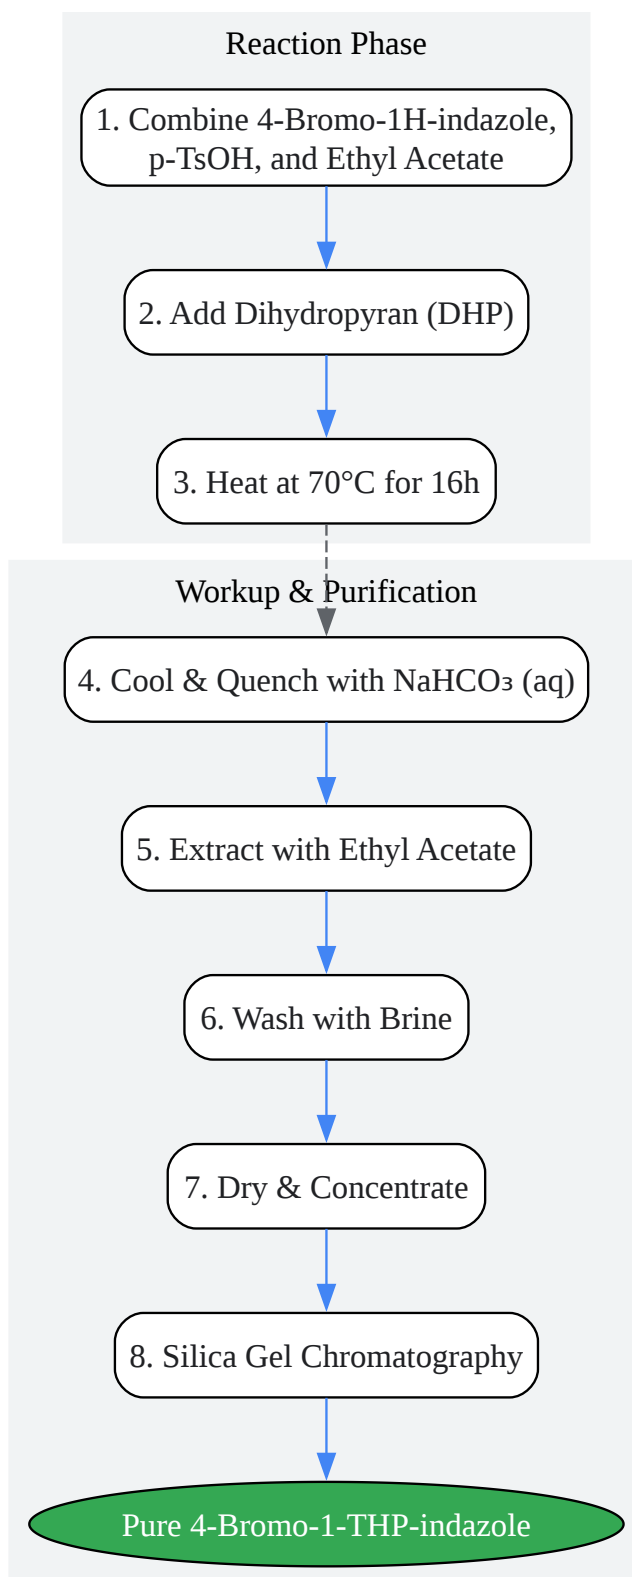 Reaction Phase
1. Combine 4-Bromo-1H-indazole,
p-TsOH, and Ethyl Acetate
2. Add Dihydropyran (DHP)
3. Heat at 70°C for 16h
Workup & Purification
4. Cool & Quench with NaHCO₃ (aq)
5. Extract with Ethyl Acetate
6. Wash with Brine
7. Dry & Concentrate
8. Silica Gel Chromatography
Pure 4-Bromo-1-THP-indazole